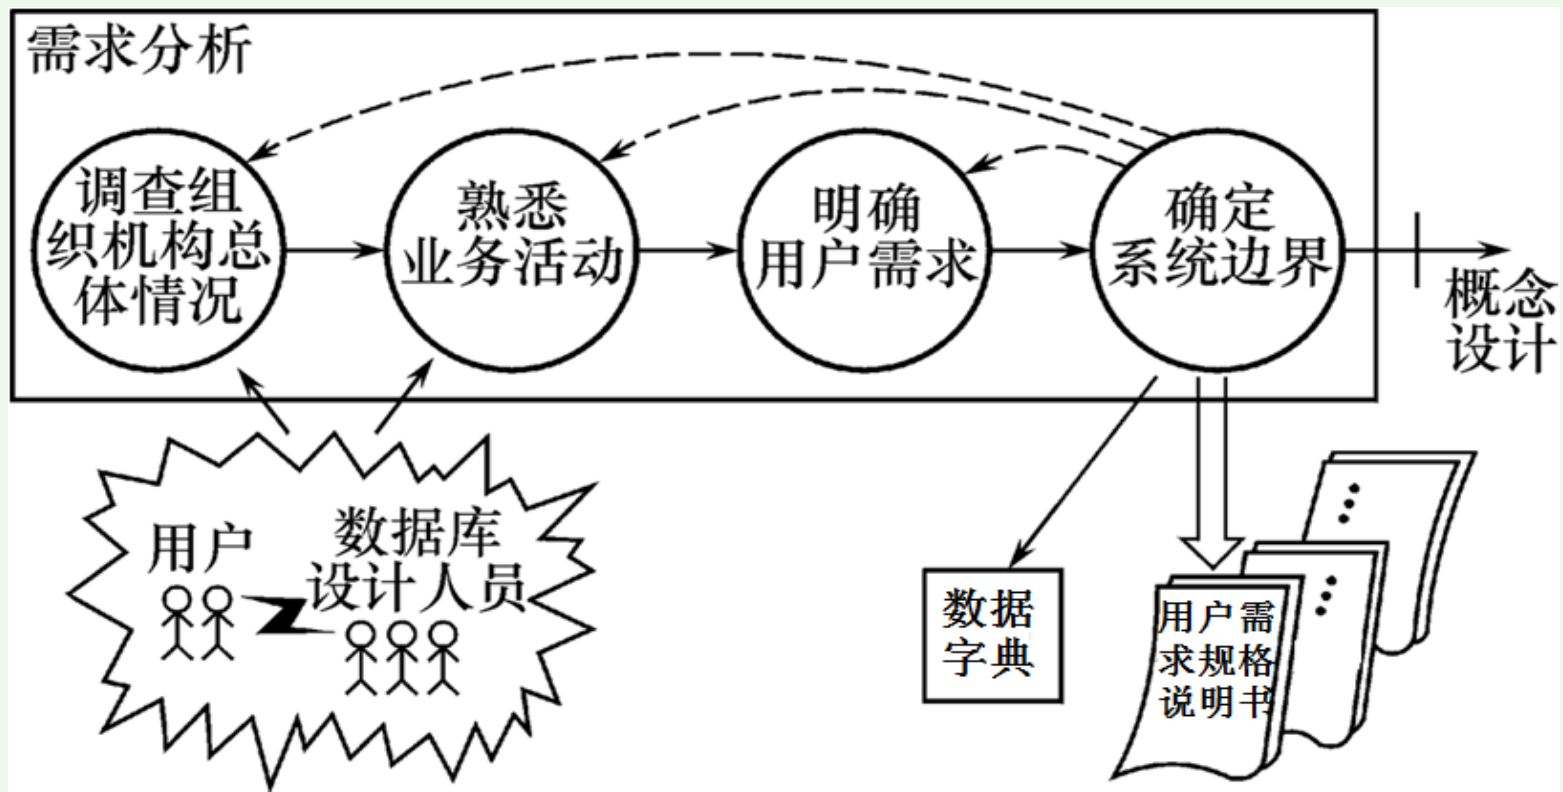 需求分析
调查组
织机构总
体情况
熟悉
业务活动
明确
用户需求
确定
系统边界
概念
设计
用户
数据库
设计人员
数据
字典
用户需
求规格
说明书